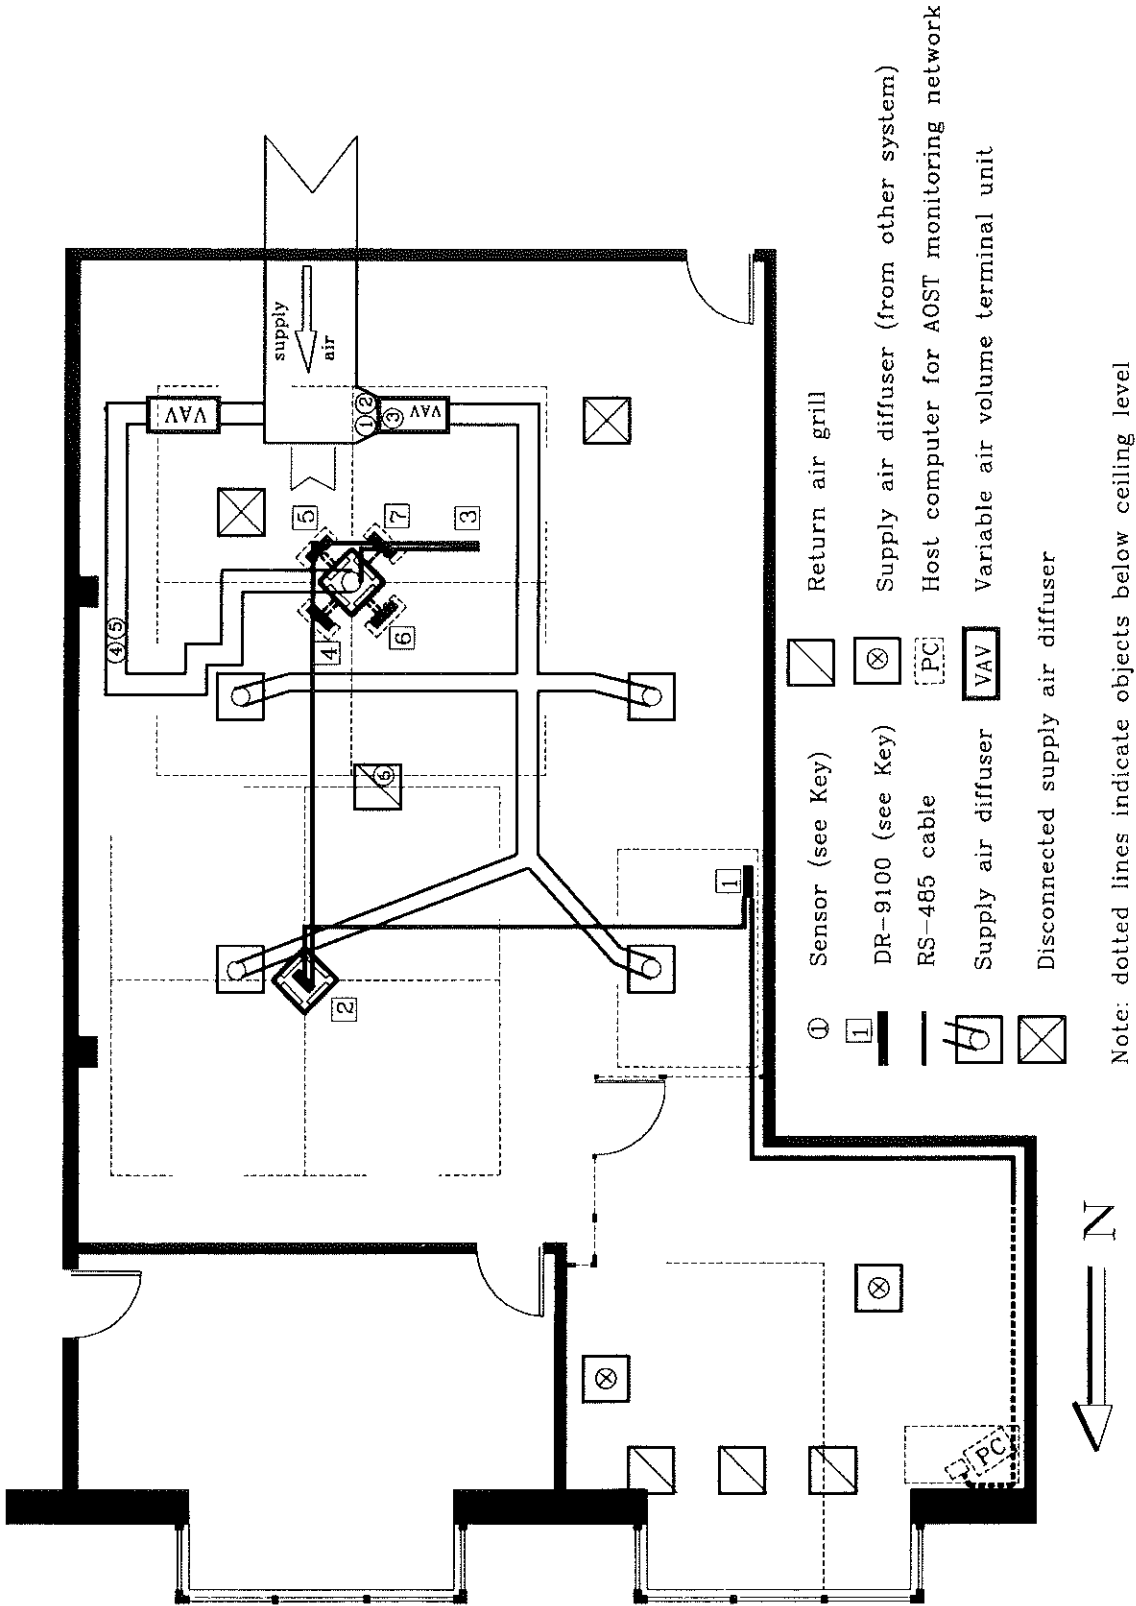 supply
air
VAV
VAV
①
②
③
④
⑤
⑥
1
2
3
4
5
6
7
PC
N
① Sensor (see Key)
1 DR-9100 (see Key)
RS-485 cable
Supply air diffuser
Disconnected supply air diffuser
Return air grill
Supply air diffuser (from other system)
PC Host computer for AOST monitoring network
VAV Variable air volume terminal unit
Note: dotted lines indicate objects below ceiling level